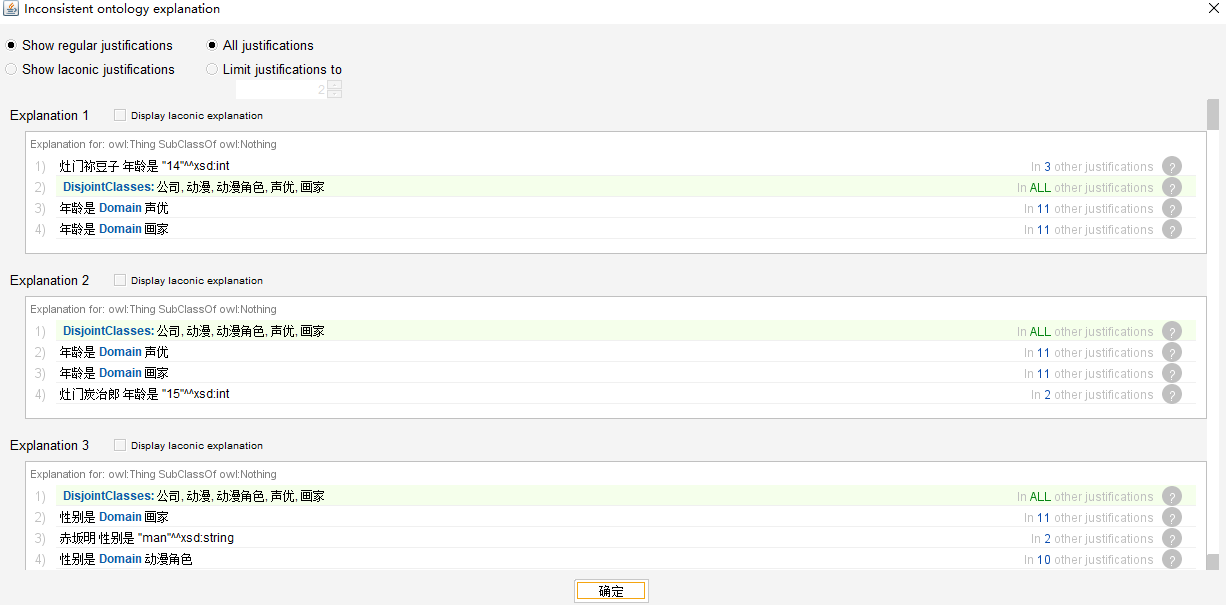 Inconsistent ontology explanation
Show regular justifications All justifications
Show laconic justifications Limit justifications to
2
Explanation 1 Display laconic explanation
Explanation for: owl:Thing SubClassOf owl:Nothing
1) 灶门祢豆子 年龄是 "14"^^xsd:int In 3 other justifications ?
2) DisjointClasses: 公司, 动漫, 动漫角色, 声优, 画家 In ALL other justifications ?
3) 年龄是 Domain 声优 In 11 other justifications ?
4) 年龄是 Domain 画家 In 11 other justifications ?
Explanation 2 Display laconic explanation
Explanation for: owl:Thing SubClassOf owl:Nothing
1) DisjointClasses: 公司, 动漫, 动漫角色, 声优, 画家 In ALL other justifications ?
2) 年龄是 Domain 声优 In 11 other justifications ?
3) 年龄是 Domain 画家 In 11 other justifications ?
4) 灶门炭治郎 年龄是 "15"^^xsd:int In 2 other justifications ?
Explanation 3 Display laconic explanation
Explanation for: owl:Thing SubClassOf owl:Nothing
1) DisjointClasses: 公司, 动漫, 动漫角色, 声优, 画家 In ALL other justifications ?
2) 性别是 Domain 画家 In 11 other justifications ?
3) 赤坂明 性别是 "man"^^xsd:string In 2 other justifications ?
4) 性别是 Domain 动漫角色 In 10 other justifications ?
确定